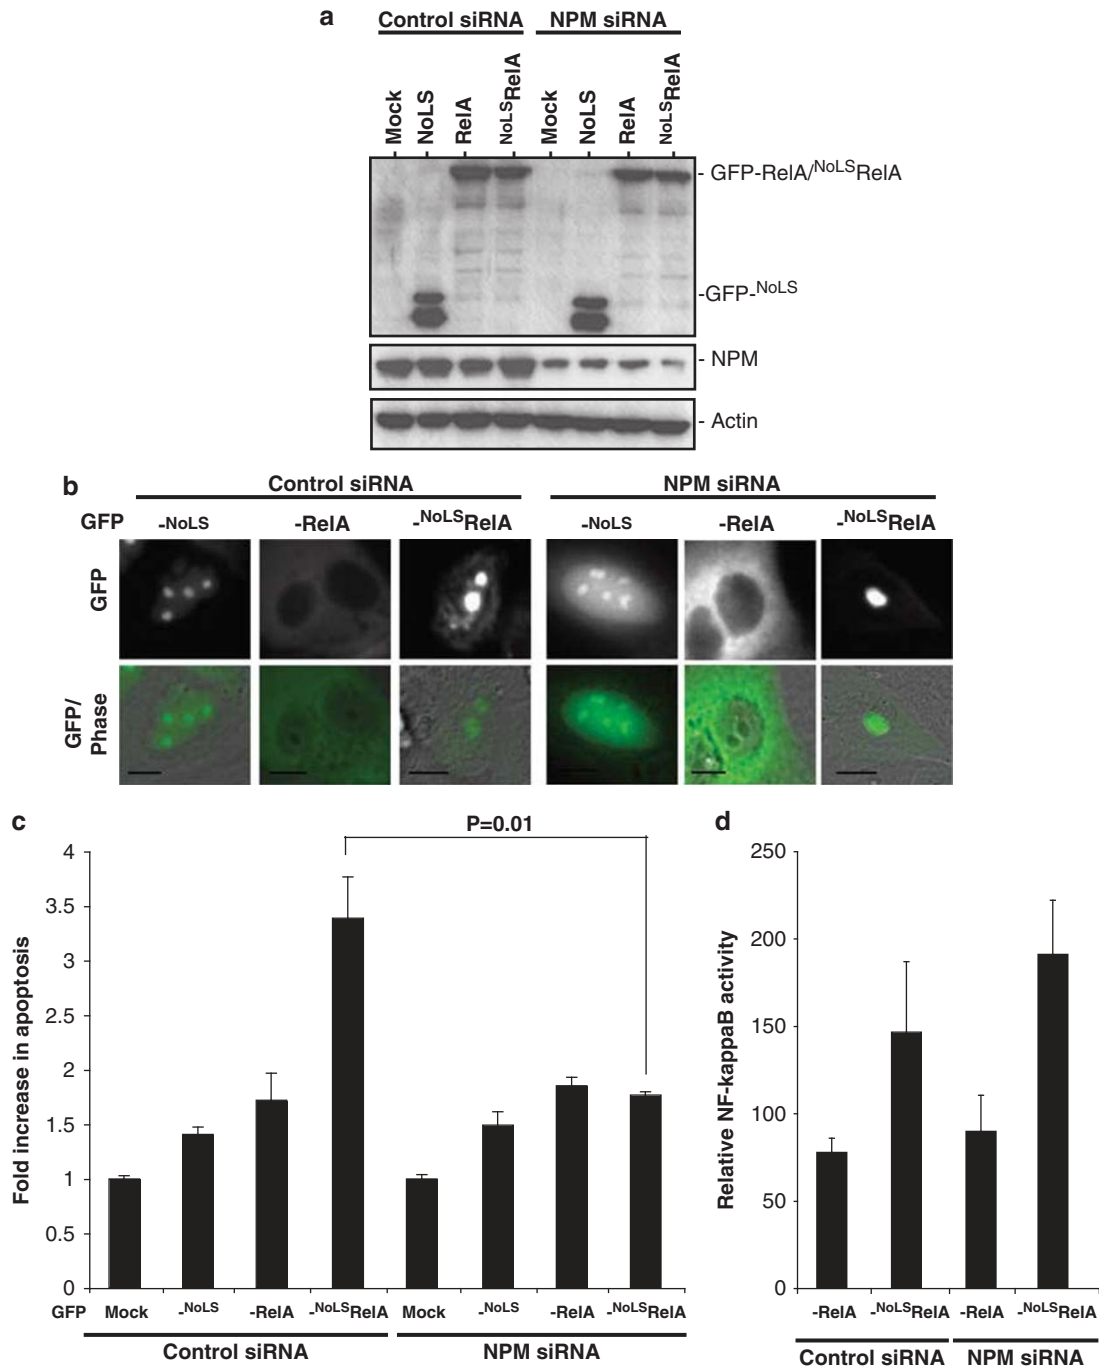 a
Control siRNA NPM siRNA
Mock NoLS RelA NoLSRelA Mock NoLS RelA NoLSRelA
- GFP-RelA/NoLSRelA
-GFP-NoLS
- NPM
- Actin
b
Control siRNA NPM siRNA
GFP -NoLS -RelA -NoLSRelA -NoLS -RelA -NoLSRelA
GFP
GFP/
Phase
c
P=0.01
Fold increase in apoptosis
4
3.5
3
2.5
2
1.5
1
0.5
0
GFP Mock -NoLS -RelA -NoLSRelA Mock -NoLS -RelA -NoLSRelA
Control siRNA NPM siRNA
d
Relative NF-kappaB activity
250
200
150
100
50
0
-RelA -NoLSRelA -RelA -NoLSRelA
Control siRNA NPM siRNA